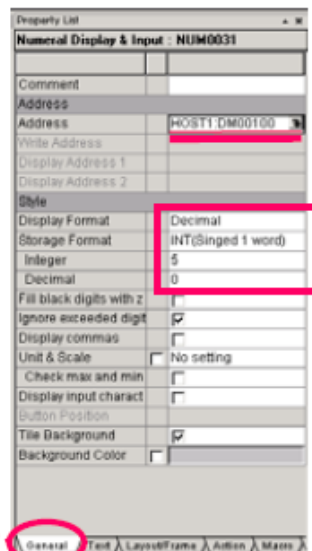 Property List
Numeral Display & Input : NUM0031
Comment
Address
Address HOST1:DM00100
Write Address
Display Address 1
Display Address 2
Style
Display Format Decimal
Storage Format INT(Singed 1 word)
Integer 5
Decimal 0
Fill black digits with z
Ignore exceeded digit
Display commas
Unit & Scale No setting
Check max and min
Display input charact
Button Position
Tile Background
Background Color
General Text Layout/Frame Action Macro